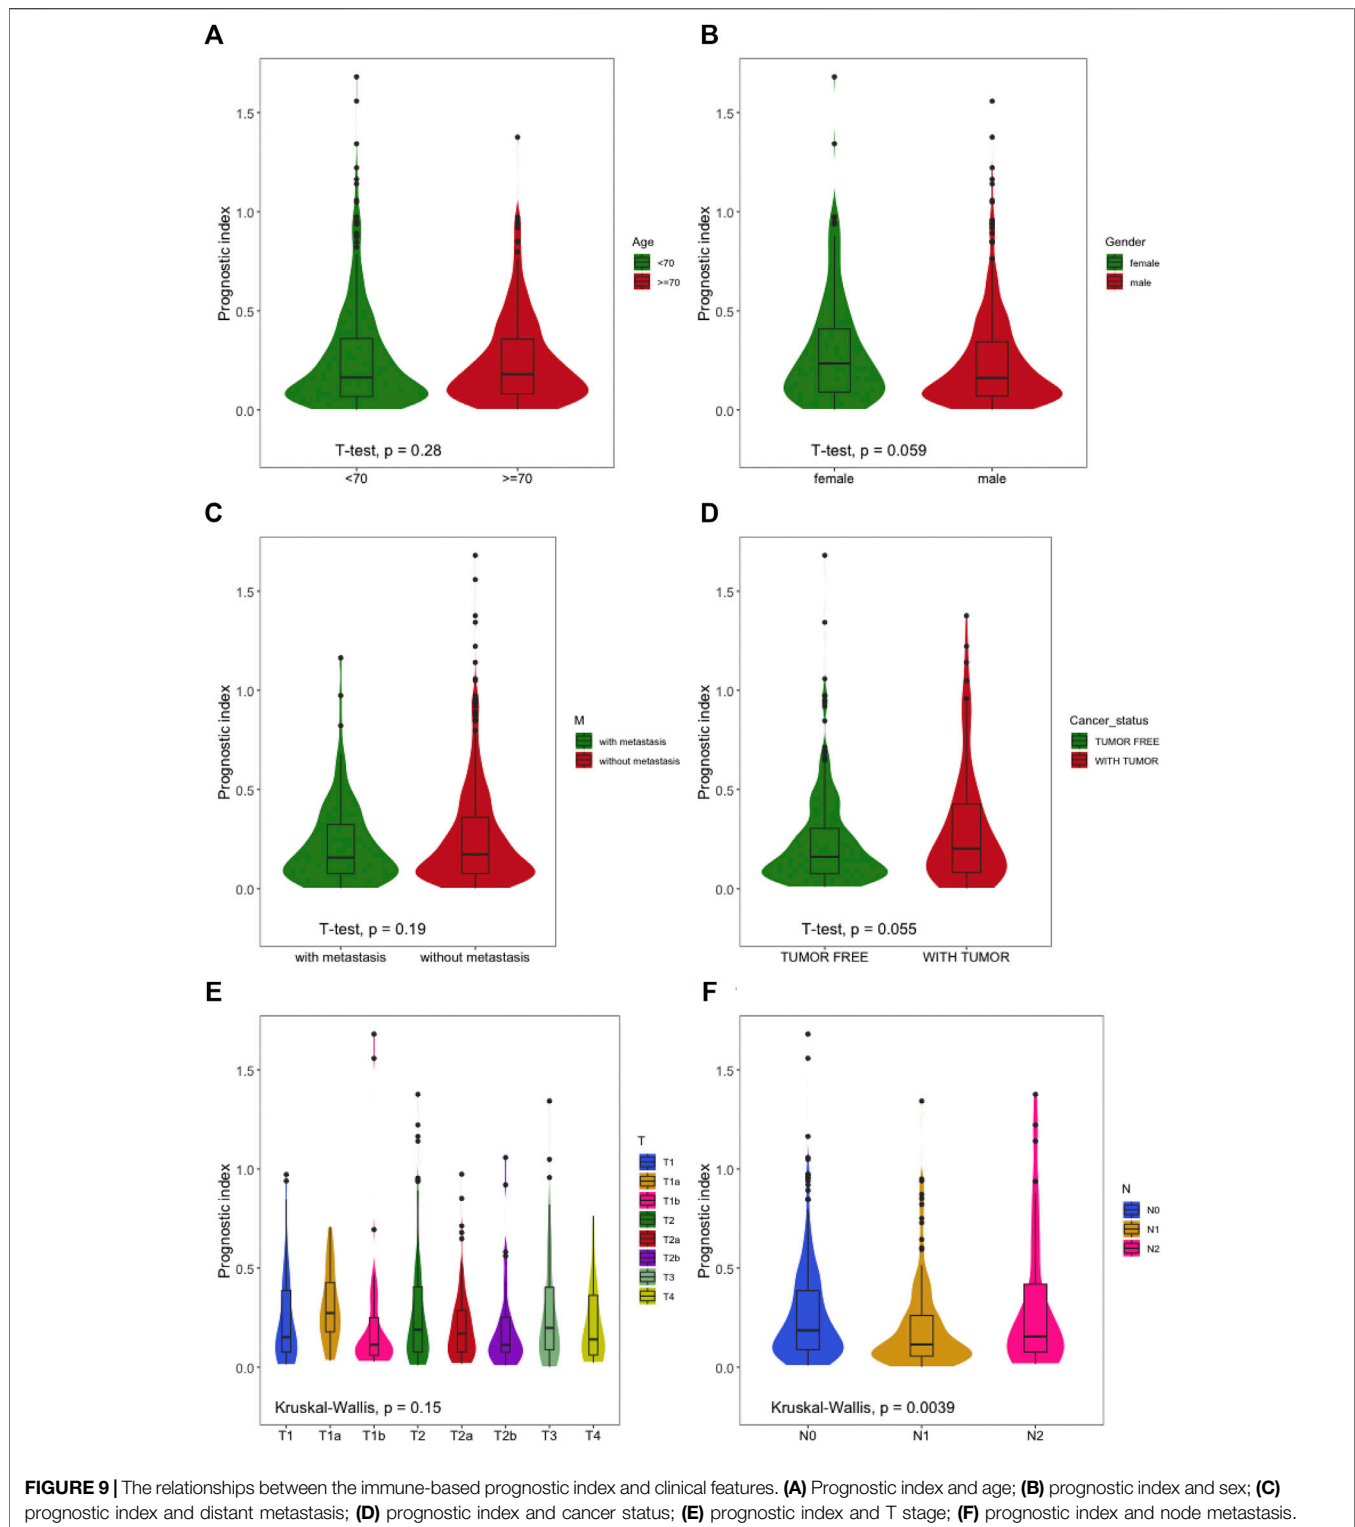 A
Prognostic index
1.5
1.0
0.5
0.0
T-test, p = 0.28
<70
>=70
Age
<70
>=70
B
Prognostic index
1.5
1.0
0.5
0.0
T-test, p = 0.059
female
male
Gender
female
male
C
Prognostic index
1.5
1.0
0.5
0.0
T-test, p = 0.19
with metastasis
without metastasis
M
with metastasis
without metastasis
D
Prognostic index
1.5
1.0
0.5
0.0
T-test, p = 0.055
TUMOR FREE
WITH TUMOR
Cancer_status
TUMOR FREE
WITH TUMOR
E
Prognostic index
1.5
1.0
0.5
0.0
Kruskal-Wallis, p = 0.15
T1 T1a T1b T2 T2a T2b T3 T4
T
T1
T1a
T1b
T2
T2a
T2b
T3
T4
F
Prognostic index
1.5
1.0
0.5
0.0
Kruskal-Wallis, p = 0.0039
N0 N1 N2
N
N0
N1
N2
FIGURE 9 | The relationships between the immune-based prognostic index and clinical features. (A) Prognostic index and age; (B) prognostic index and sex; (C)
prognostic index and distant metastasis; (D) prognostic index and cancer status; (E) prognostic index and T stage; (F) prognostic index and node metastasis.